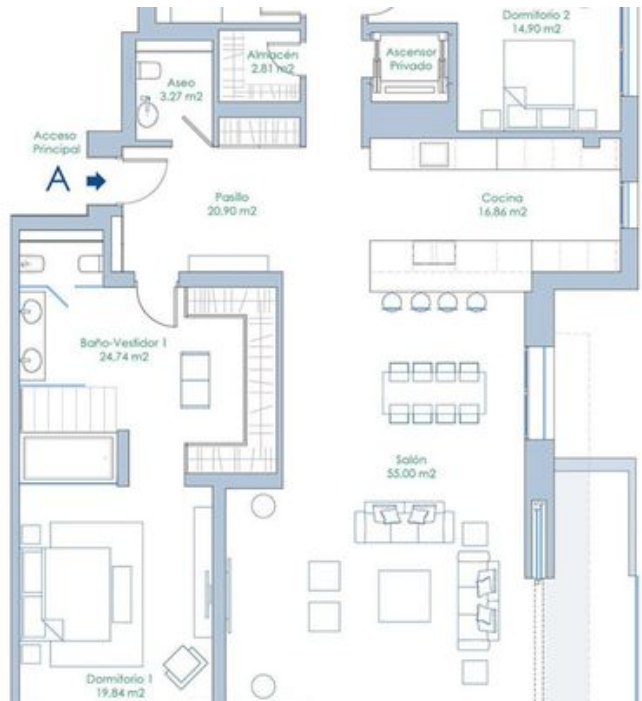 Dormitorio 2
14,90 m2
Almacén
2.81 m2
Ascensor
Privado
Aseo
3.27 m2
Acceso
Principal
A
Pasillo
20.90 m2
Cocina
16.86 m2
Baño-Vestidor 1
24,74 m2
Salón
55.00 m2
Dormitorio 1
19.84 m2